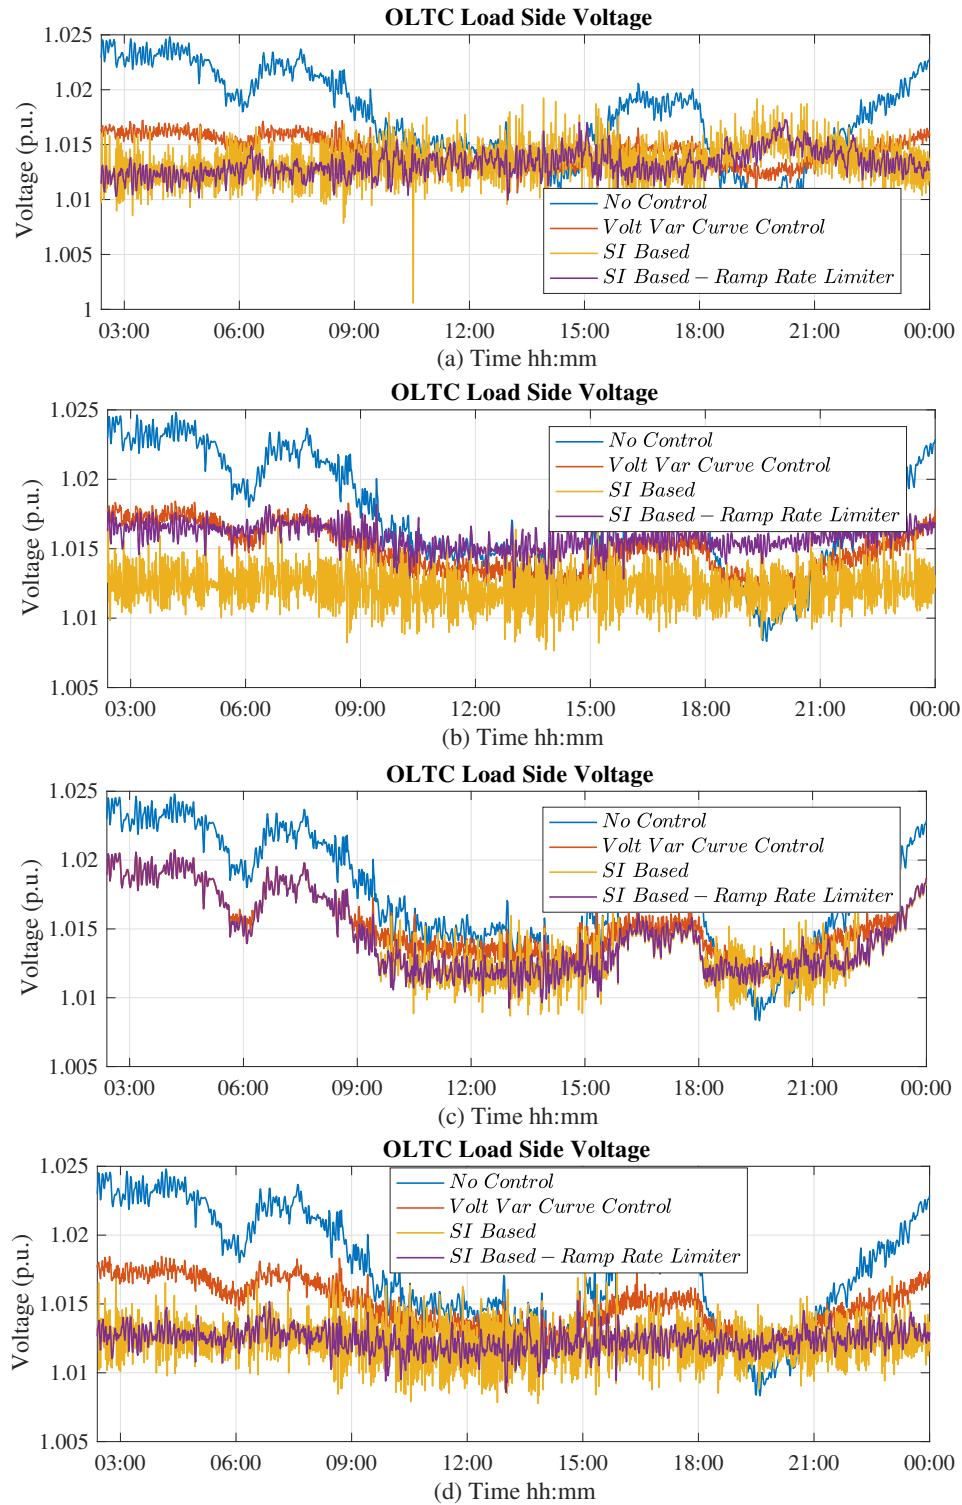 OLTC Load Side Voltage
1.025
1.02
1.015
1.01
1.005
1
Voltage (p.u.)
No Control
Volt Var Curve Control
SI Based
SI Based − Ramp Rate Limiter
03:00 06:00 09:00 12:00 15:00 18:00 21:00 00:00
(a) Time hh:mm
OLTC Load Side Voltage
1.025
1.02
1.015
1.01
1.005
Voltage (p.u.)
No Control
Volt Var Curve Control
SI Based
SI Based − Ramp Rate Limiter
03:00 06:00 09:00 12:00 15:00 18:00 21:00 00:00
(b) Time hh:mm
OLTC Load Side Voltage
1.025
1.02
1.015
1.01
1.005
Voltage (p.u.)
No Control
Volt Var Curve Control
SI Based
SI Based − Ramp Rate Limiter
03:00 06:00 09:00 12:00 15:00 18:00 21:00 00:00
(c) Time hh:mm
OLTC Load Side Voltage
1.025
1.02
1.015
1.01
1.005
Voltage (p.u.)
No Control
Volt Var Curve Control
SI Based
SI Based − Ramp Rate Limiter
03:00 06:00 09:00 12:00 15:00 18:00 21:00 00:00
(d) Time hh:mm